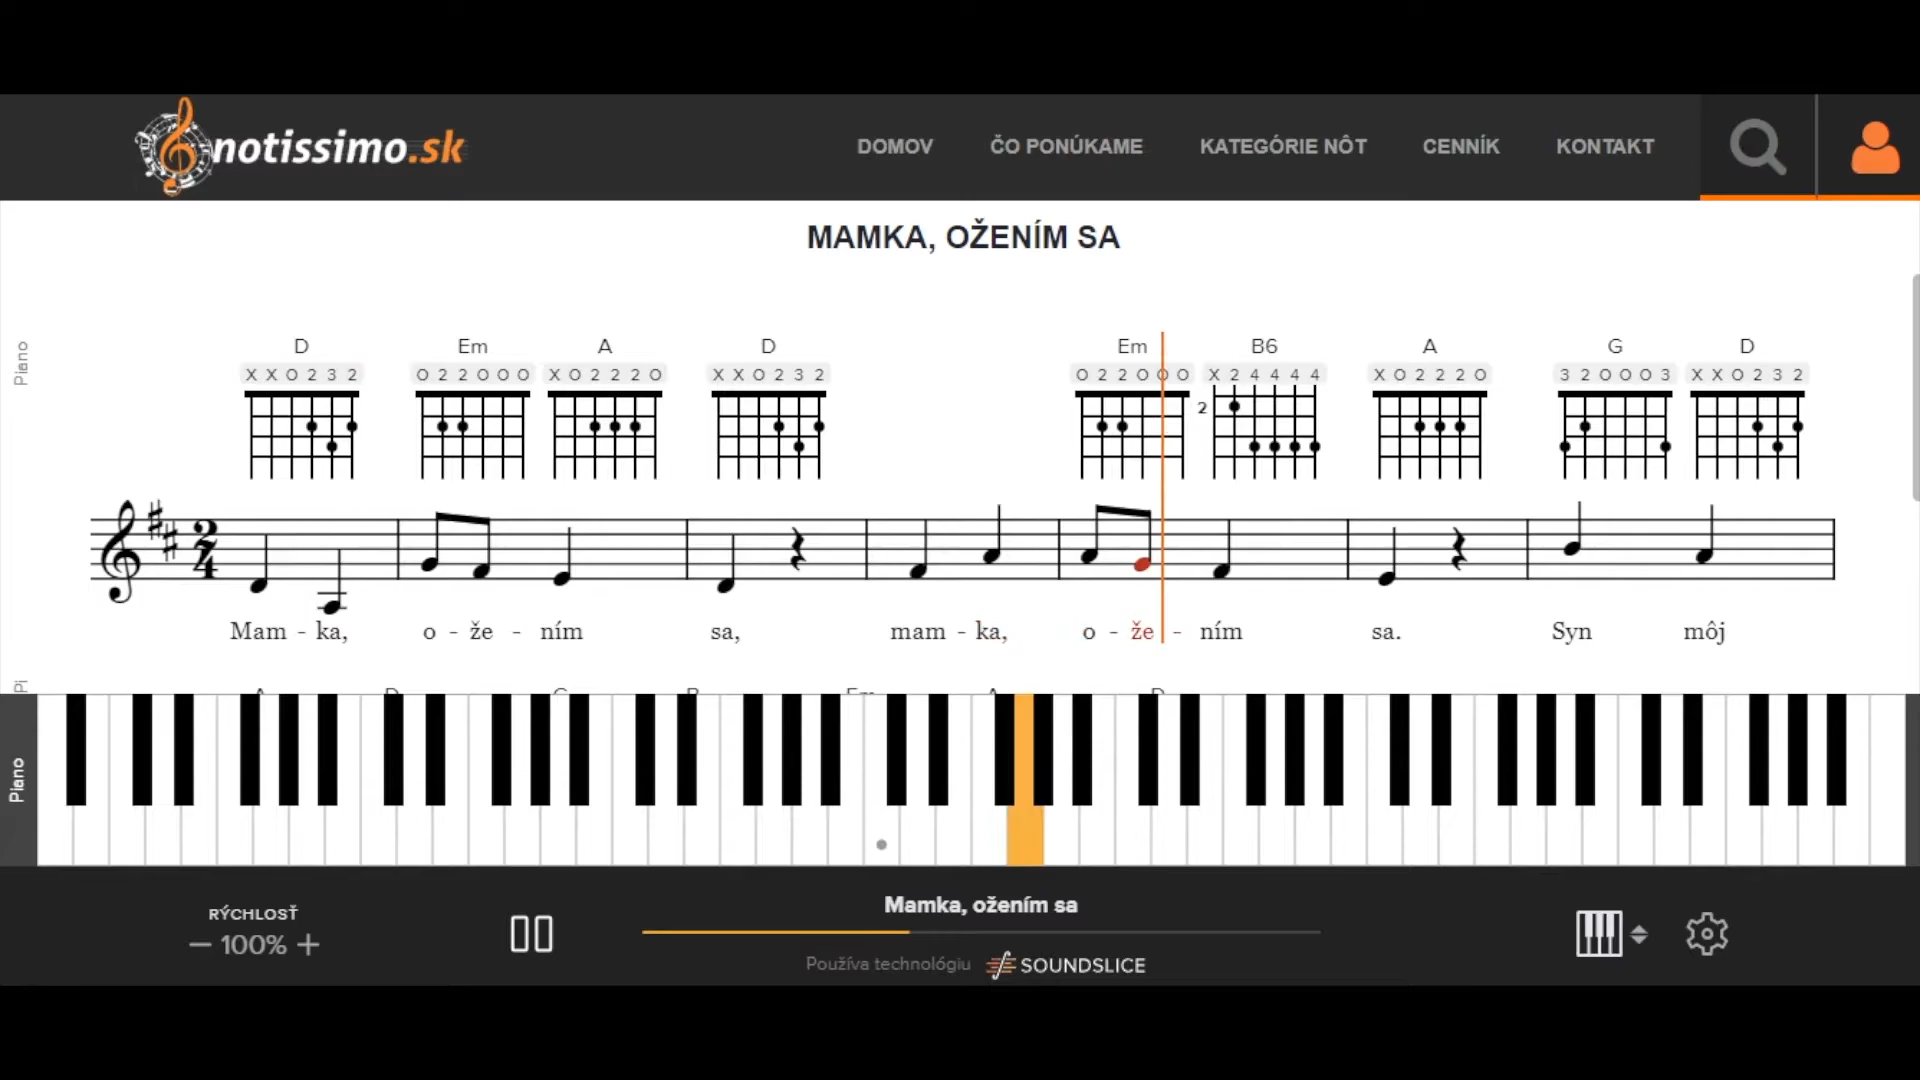 notissimo.sk
DOMOV ČO PONÚKAME KATEGÓRIE NÔT CENNÍK KONTAKT
MAMKA, OŽENÍM SA
Piano
D Em A D Em B6 A G D
X X O 2 3 2 O 2 2 O O O X O 2 2 2 O X X O 2 3 2 O 2 2 O O O X 2 4 4 4 4 X O 2 2 2 O 3 2 O O O 3 X X O 2 3 2
2
2 4
Mam - ka, o - že - ním sa, mam - ka, o - že - ním sa. Syn môj
Piano
RÝCHLOSŤ
— 100% +
Mamka, ožením sa
Používa technológiu SOUNDSLICE